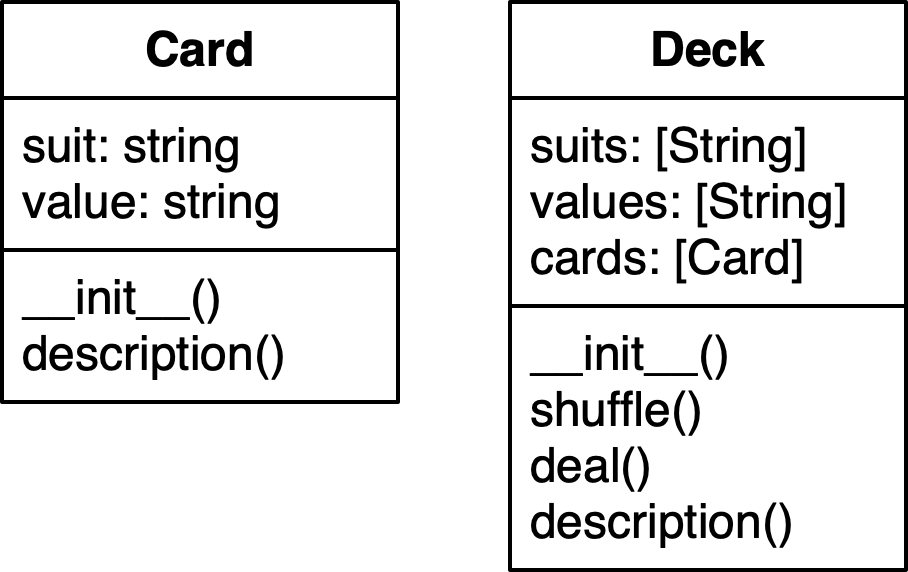 Card
suit: string
value: string
__init__()
description()
Deck
suits: [String]
values: [String]
cards: [Card]
__init__()
shuffle()
deal()
description()